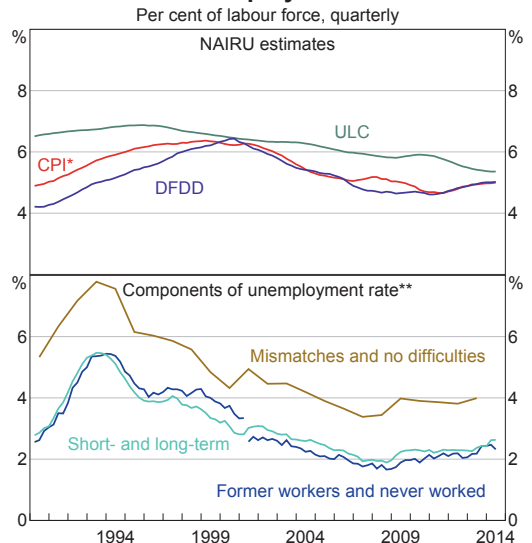 Per cent of labour force, quarterly
% NAIRU estimates %
8 8
ULC
6 6
CPI*
DFDD
4 4
% Components of unemployment rate** %
6 6
Mismatches and no difficulties
4 4
Short- and long-term
2 2
Former workers and never worked
0 0
1994 1999 2004 2009 2014